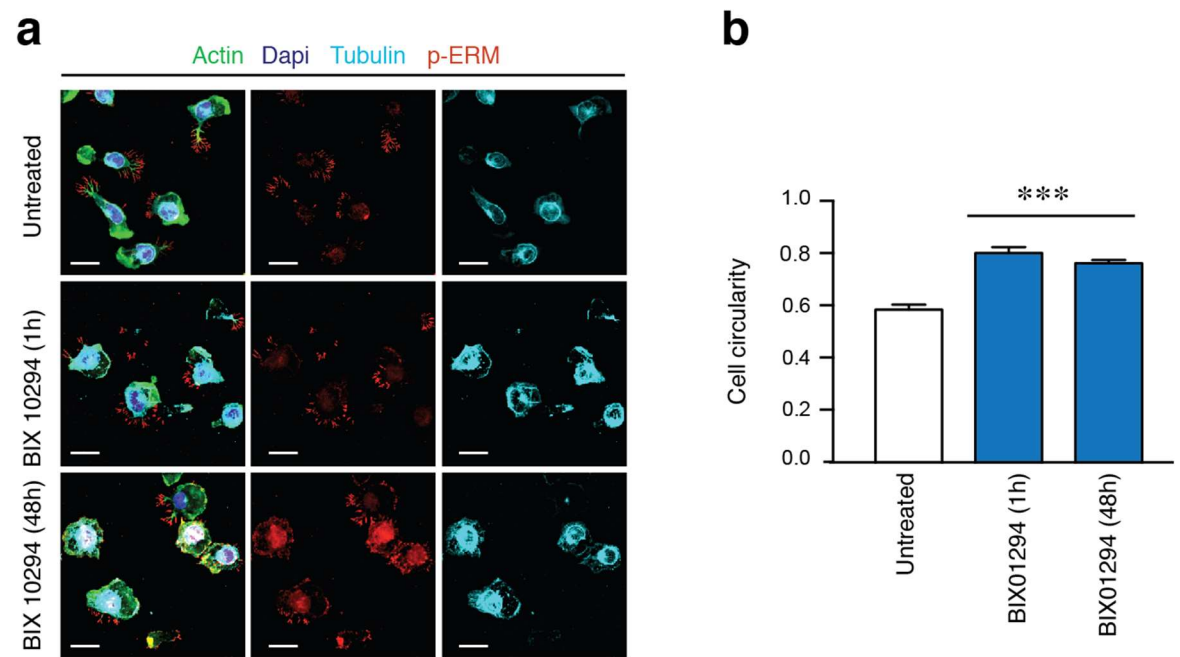 a
Actin Dapi Tubulin p-ERM
Untreated
BIX 10294 (1h)
BIX 10294 (48h)
b
***
1.0
0.8
0.6
0.4
0.2
0.0
Cell circularity
Untreated
BIX01294 (1h)
BIX01294 (48h)